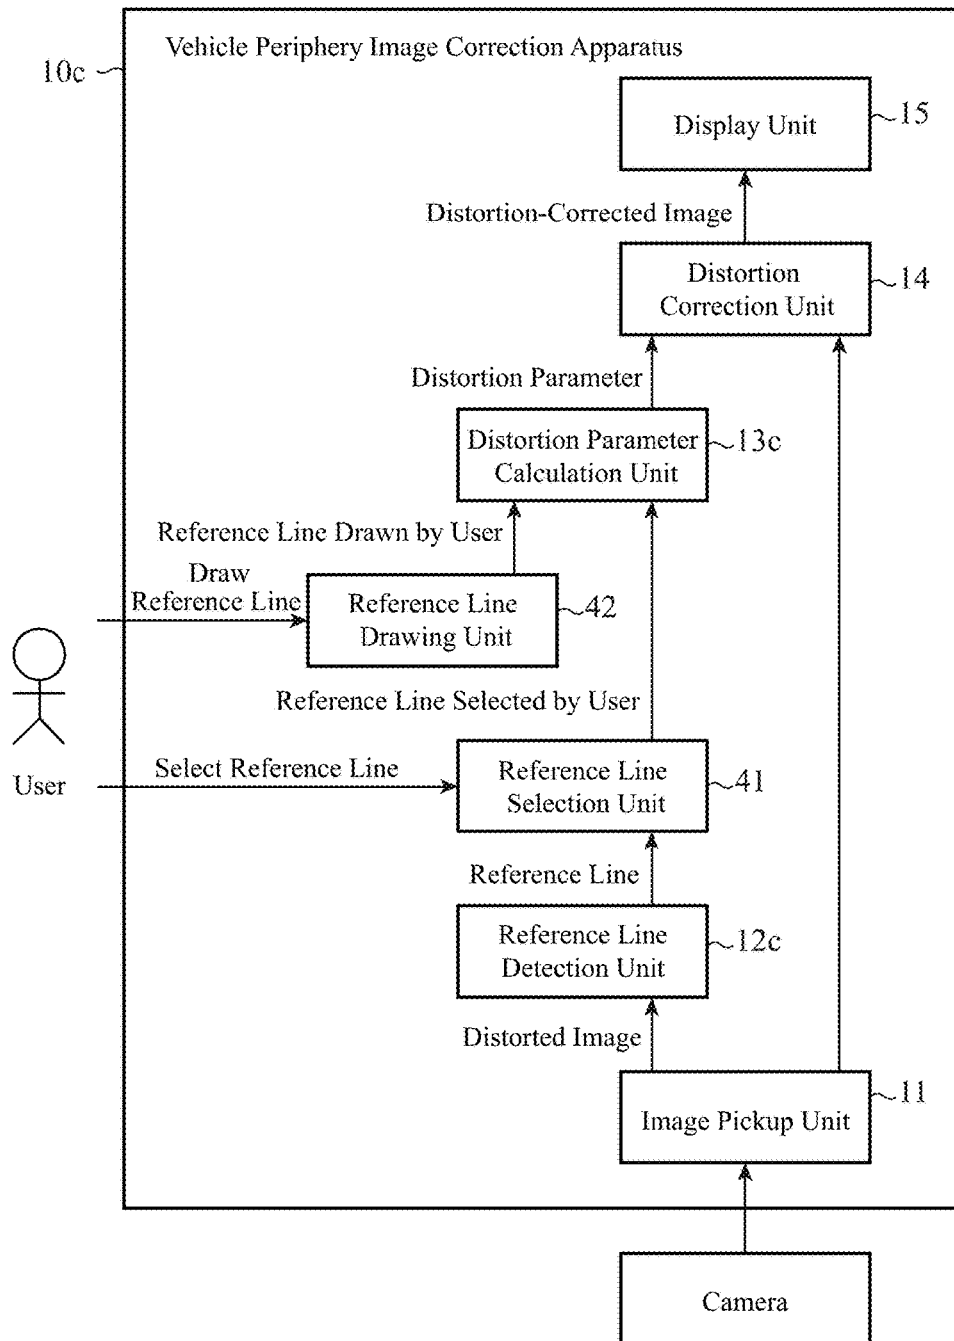 Vehicle Periphery Image Correction Apparatus
10c
Display Unit
15
Distortion-Corrected Image
Distortion
Correction Unit
14
Distortion Parameter
Distortion Parameter
Calculation Unit
13c
Reference Line Drawn by User
Draw
Reference Line
Reference Line
Drawing Unit
42
Reference Line Selected by User
User
Select Reference Line
Reference Line
Selection Unit
41
Reference Line
Reference Line
Detection Unit
12c
Distorted Image
Image Pickup Unit
11
Camera